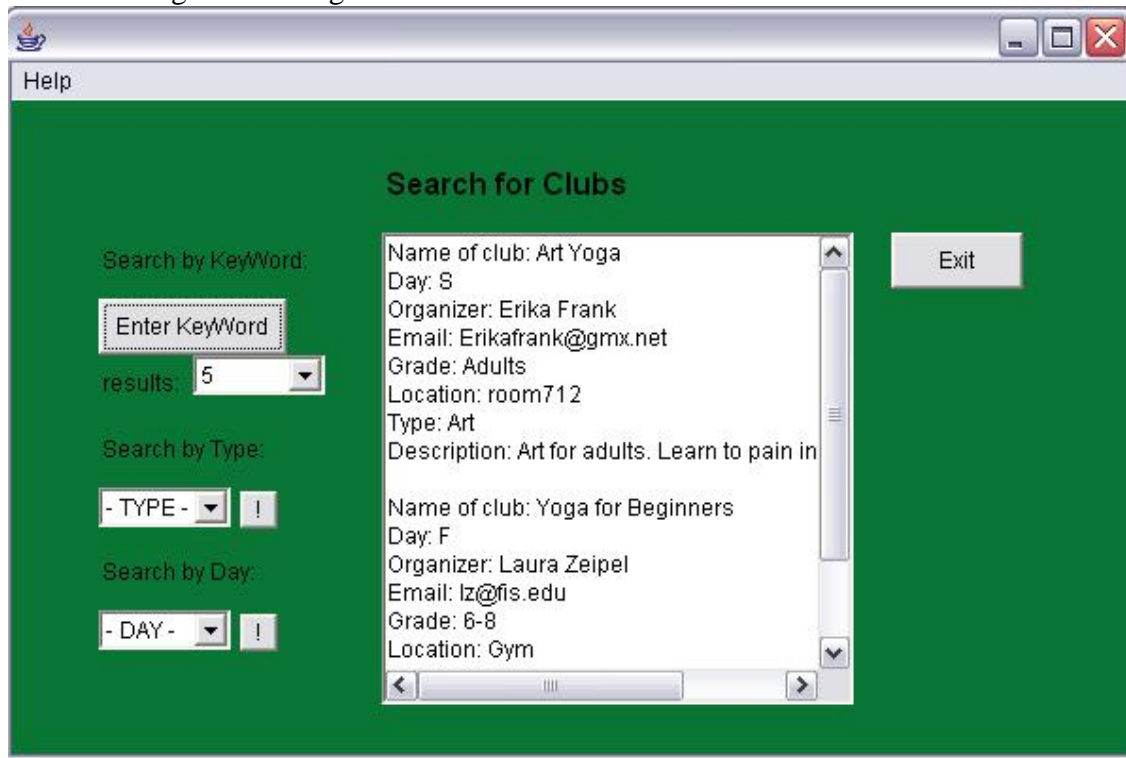 Help
Search for Clubs
Search by KeyWord:
Enter KeyWord
results: 5
Search by Type:
- TYPE - !
Search by Day:
- DAY - !
Name of club: Art Yoga
Day: S
Organizer: Erika Frank
Email: Erikafrank@gmx.net
Grade: Adults
Location: room712
Type: Art
Description: Art for adults. Learn to pain in
Name of club: Yoga for Beginners
Day: F
Organizer: Laura Zeipel
Email: lz@fis.edu
Grade: 6-8
Location: Gym
Exit